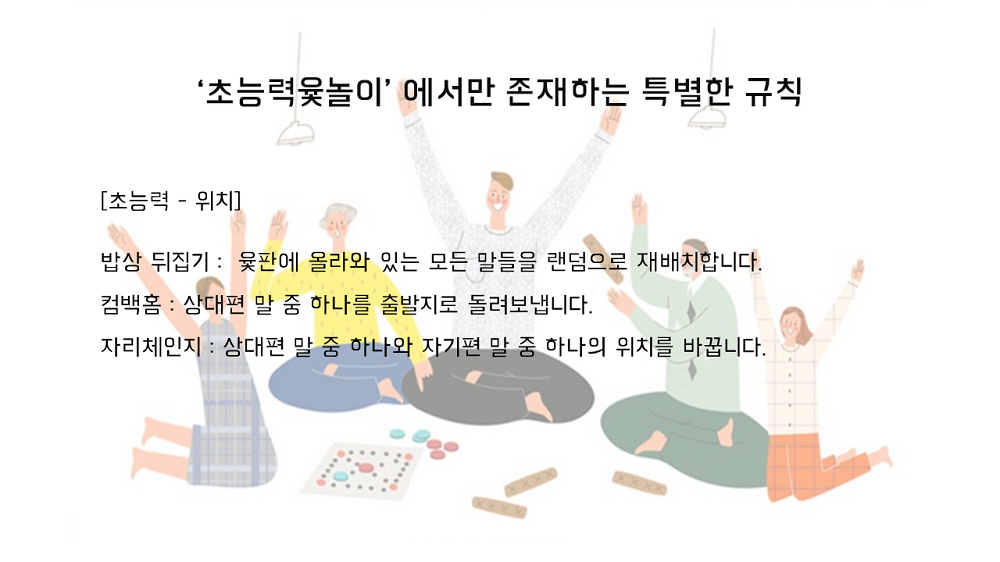 ‘초능력윷놀이’ 에서만 존재하는 특별한 규칙
[초능력 - 위치]
밥상 뒤집기 : 윷판에 올라와 있는 모든 말들을 랜덤으로 재배치합니다.
컴백홈 : 상대편 말 중 하나를 출발지로 돌려보냅니다.
자리체인지 : 상대편 말 중 하나와 자기편 말 중 하나의 위치를 바꿉니다.